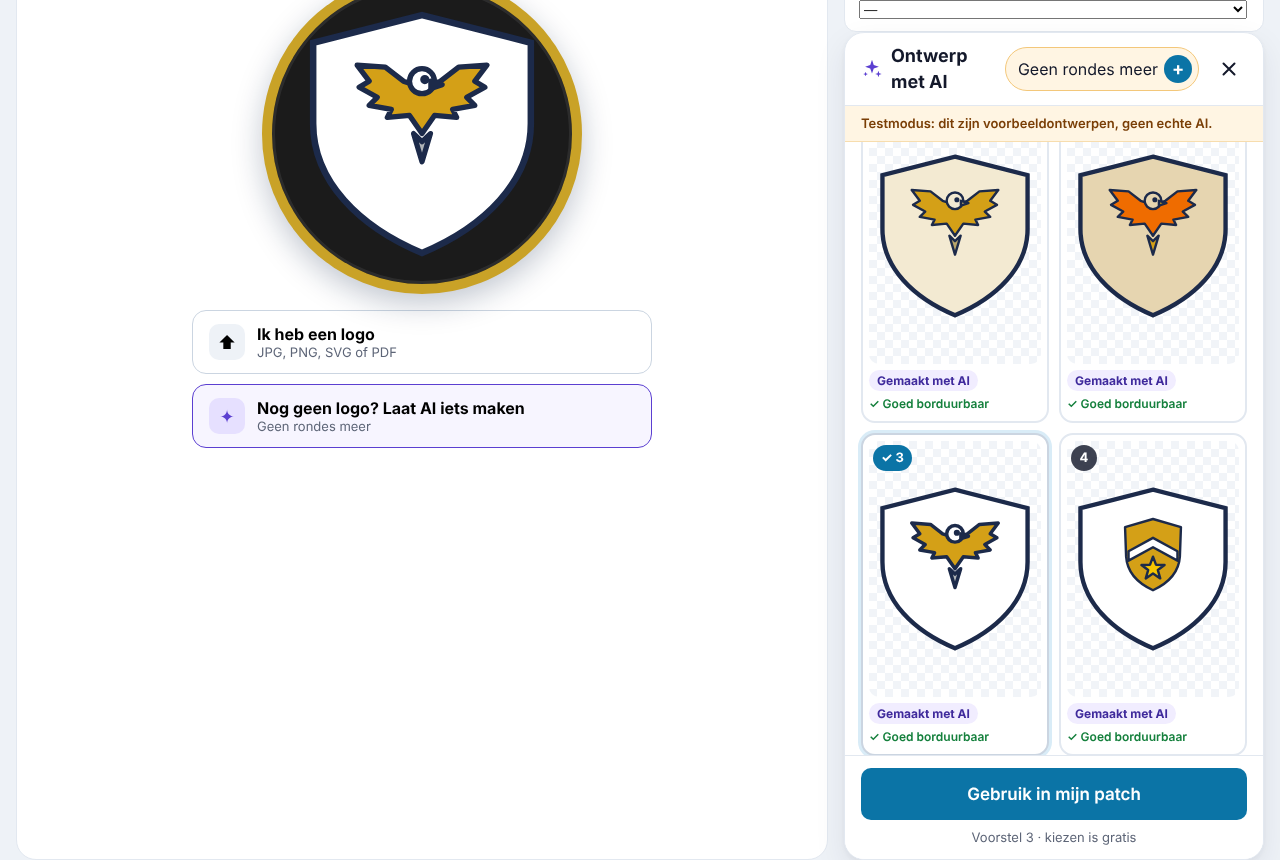 —
Ontwerp
met AI
Geen rondes meer +
Testmodus: dit zijn voorbeeldontwerpen, geen echte AI.
Gemaakt met AI
✓ Goed borduurbaar
Gemaakt met AI
✓ Goed borduurbaar
✓ 3
Gemaakt met AI
✓ Goed borduurbaar
4
Gemaakt met AI
✓ Goed borduurbaar
Gebruik in mijn patch
Voorstel 3 · kiezen is gratis
Ik heb een logo
JPG, PNG, SVG of PDF
Nog geen logo? Laat AI iets maken
Geen rondes meer